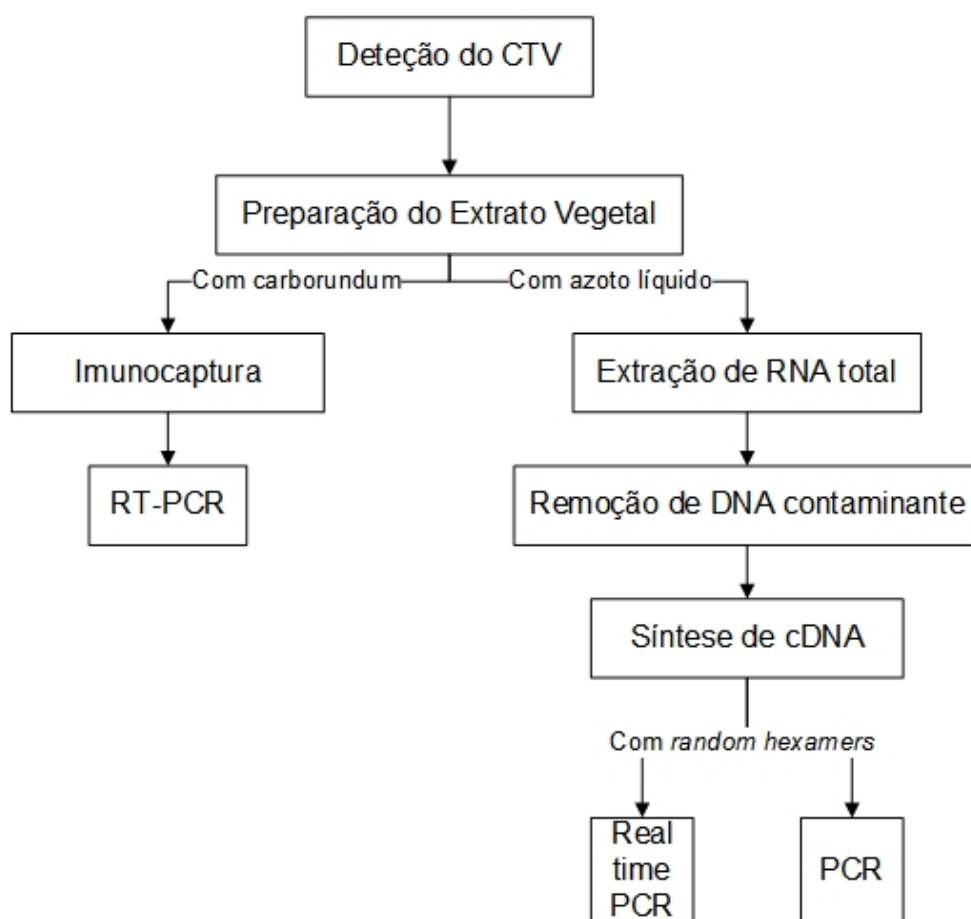 Deteção do CTV
Preparação do Extrato Vegetal
Com carborundum
Com azoto líquido
Imunocaptura
Extração de RNA total
RT-PCR
Remoção de DNA contaminante
Síntese de cDNA
Com random hexamers
Real
time
PCR
PCR